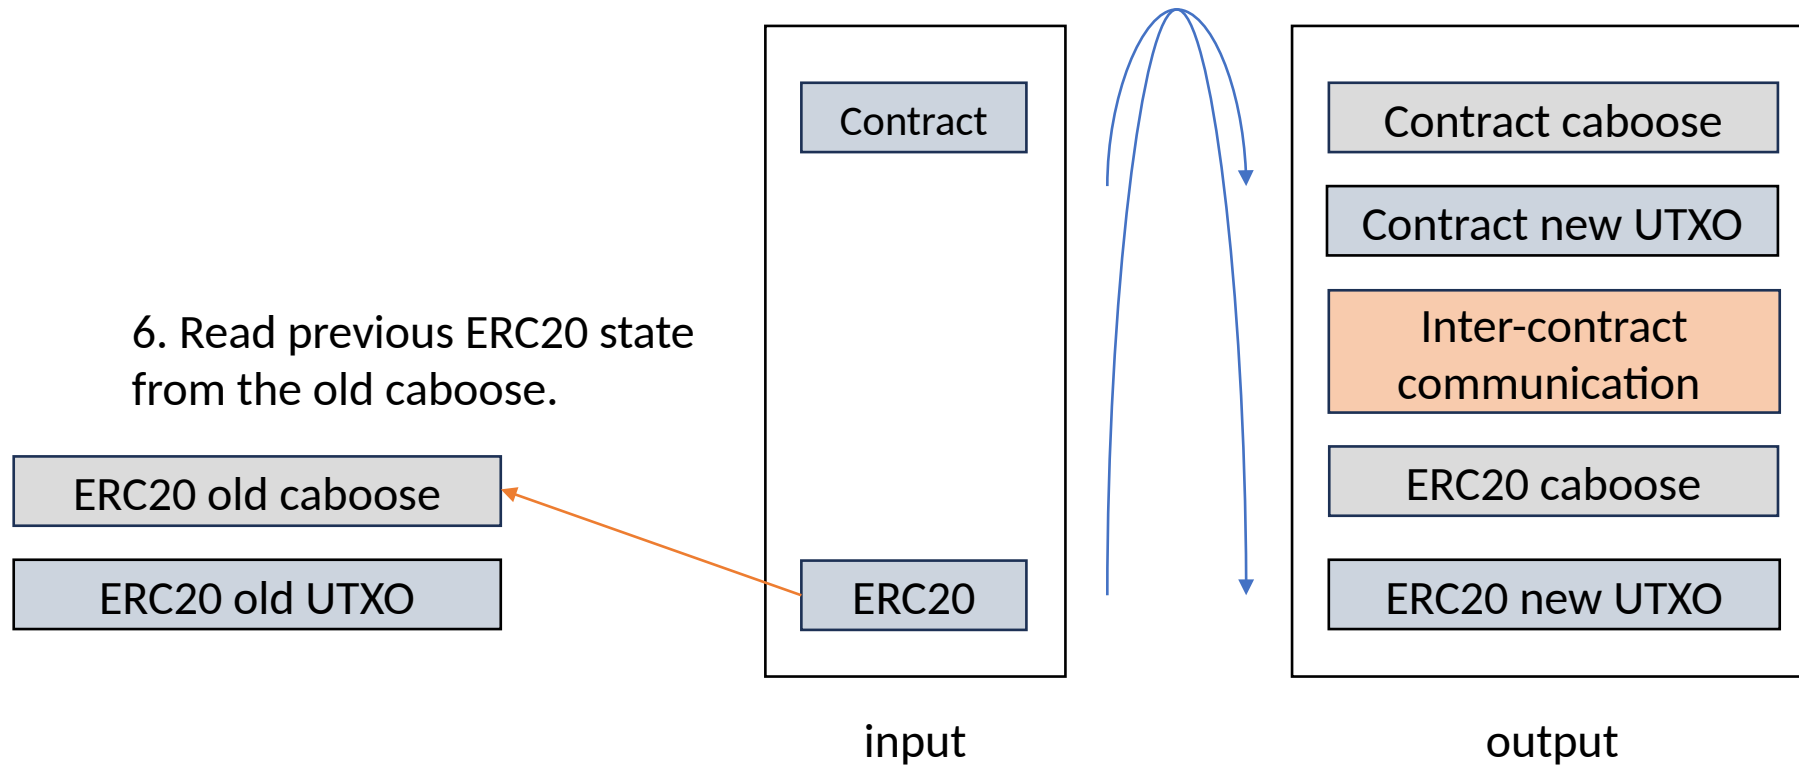 6. Read previous ERC20 state
from the old caboose.
ERC20 old caboose
ERC20 old UTXO
Contract
ERC20
input
Contract caboose
Contract new UTXO
Inter-contract
communication
ERC20 caboose
ERC20 new UTXO
output